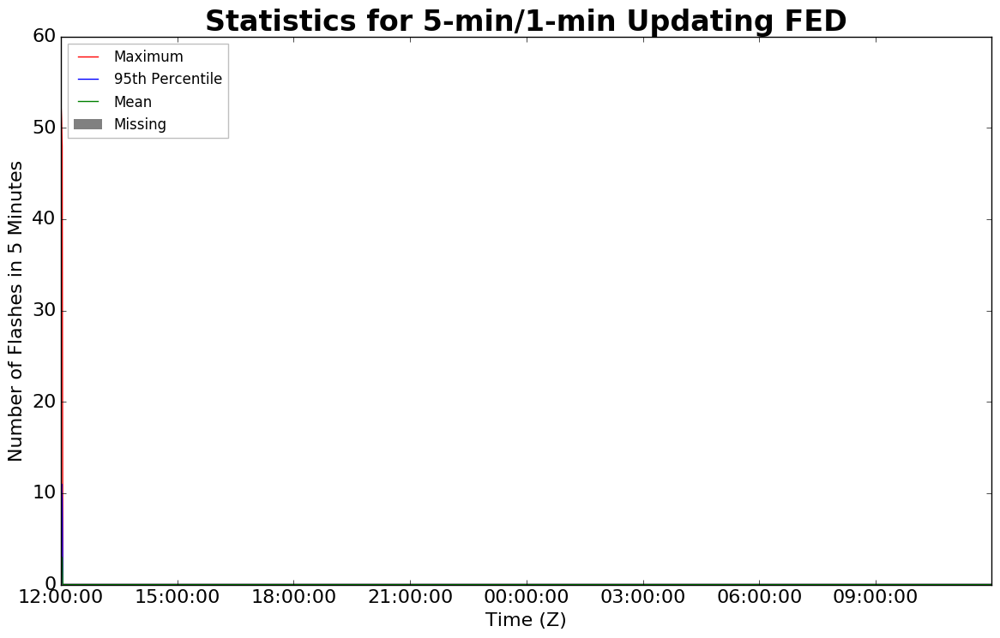 Statistics for 5-min/1-min Updating FED
Maximum
95th Percentile
Mean
Missing
Number of Flashes in 5 Minutes
60
50
40
30
20
10
0
12:00:00 15:00:00 18:00:00 21:00:00 00:00:00 03:00:00 06:00:00 09:00:00
Time (Z)